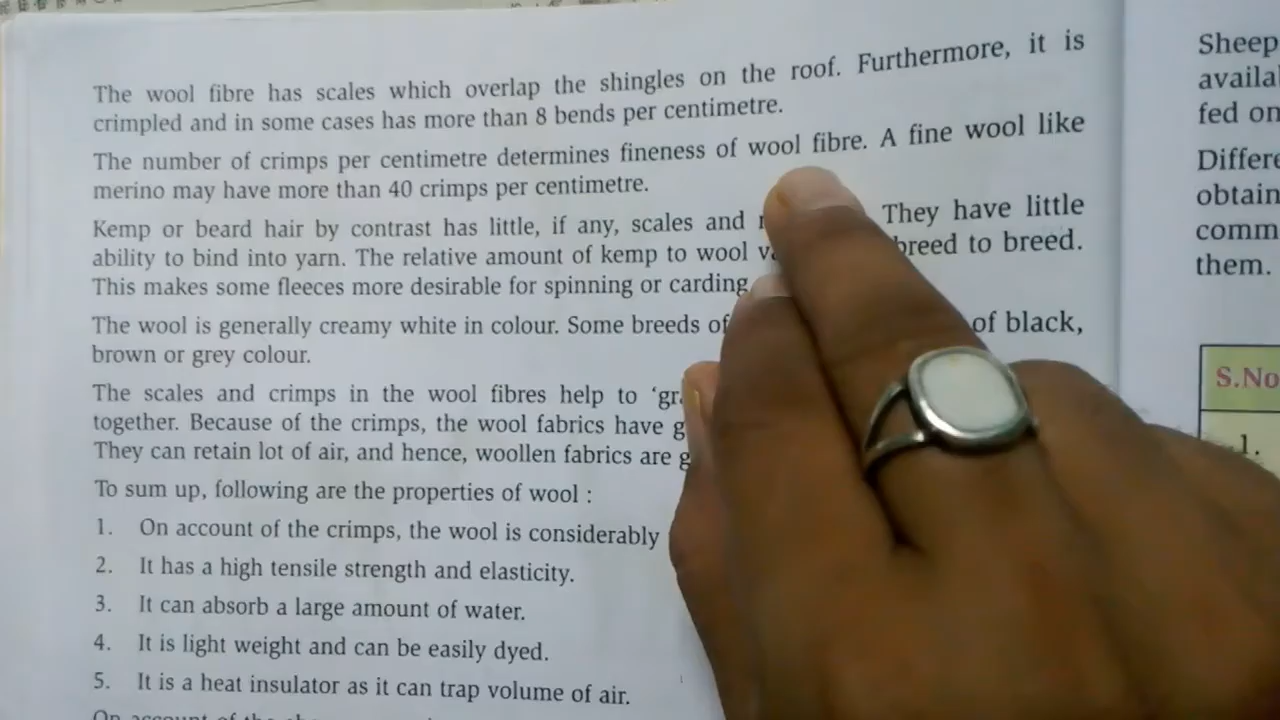 The wool fibre has scales which overlap the shingles on the roof. Furthermore, it is
crimpled and in some cases has more than 8 bends per centimetre.
The number of crimps per centimetre determines fineness of wool fibre. A fine wool like
merino may have more than 40 crimps per centimetre.
Kemp or beard hair by contrast has little, if any, scales and They have little
ability to bind into yarn. The relative amount of kemp to wool breed to breed.
This makes some fleeces more desirable for spinning or carding
The wool is generally creamy white in colour. Some breeds of of black,
brown or grey colour.
The scales and crimps in the wool fibres help to
together. Because of the crimps, the wool fabrics have
They can retain lot of air, and hence, woollen fabrics are
To sum up, following are the properties of wool :
1. On account of the crimps, the wool is considerably
2. It has a high tensile strength and elasticity.
3. It can absorb a large amount of water.
4. It is light weight and can be easily dyed.
5. It is a heat insulator as it can trap volume of air.
Sheep
fed on
them.
S.No
1.